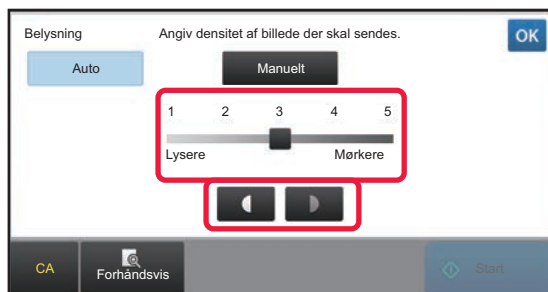 Belysning
Angiv densitet af billede der skal sendes.
OK
Auto
Manuelt
1 2 3 4 5
Lysere Mørkere
CA
Forhåndsvis
Start